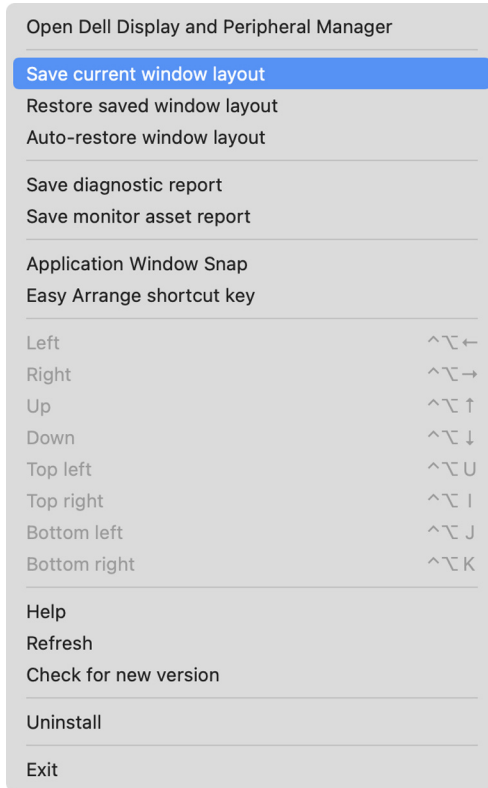 Open Dell Display and Peripheral Manager
Save current window layout
Restore saved window layout
Auto-restore window layout
Save diagnostic report
Save monitor asset report
Application Window Snap
Easy Arrange shortcut key
Left ^⌥←
Right ^⌥→
Up ^⌥↑
Down ^⌥↓
Top left ^⌥U
Top right ^⌥I
Bottom left ^⌥J
Bottom right ^⌥K
Help
Refresh
Check for new version
Uninstall
Exit